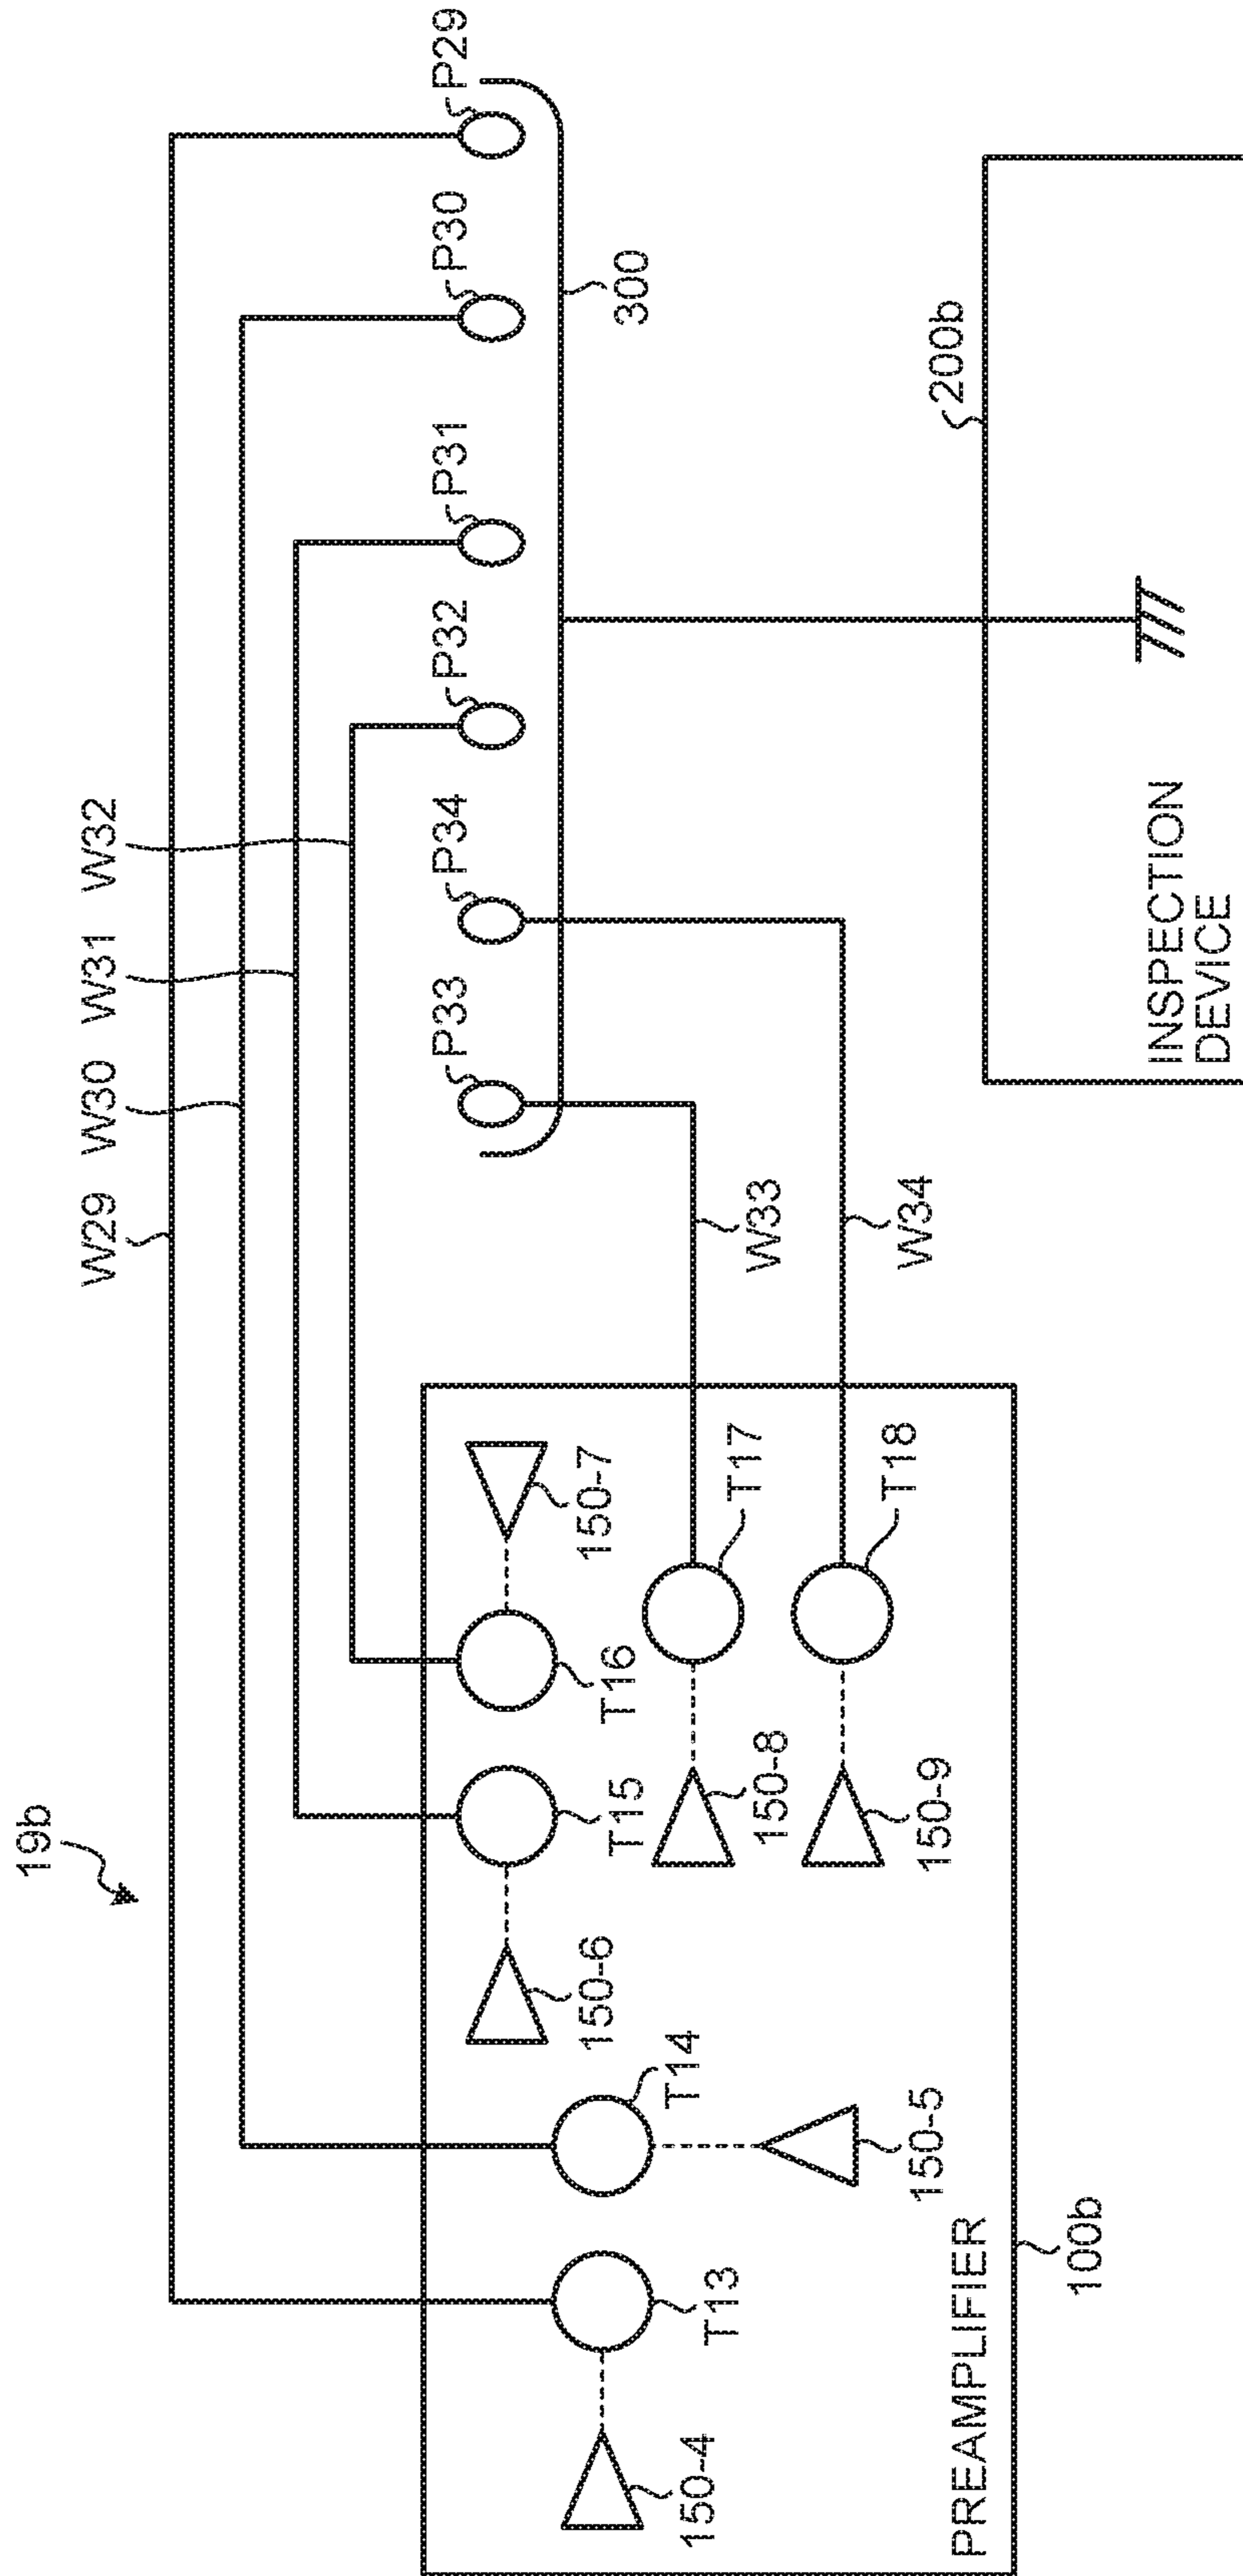 19b
W29
W30
W31
W32
P33
P34
P32
P31
P30
P29
300
W33
W34
200b
INSPECTION
DEVICE
150-4
T13
T14
150-5
150-6
T15
T16
150-7
150-8
T17
150-9
T18
PREAMPLIFIER
100b